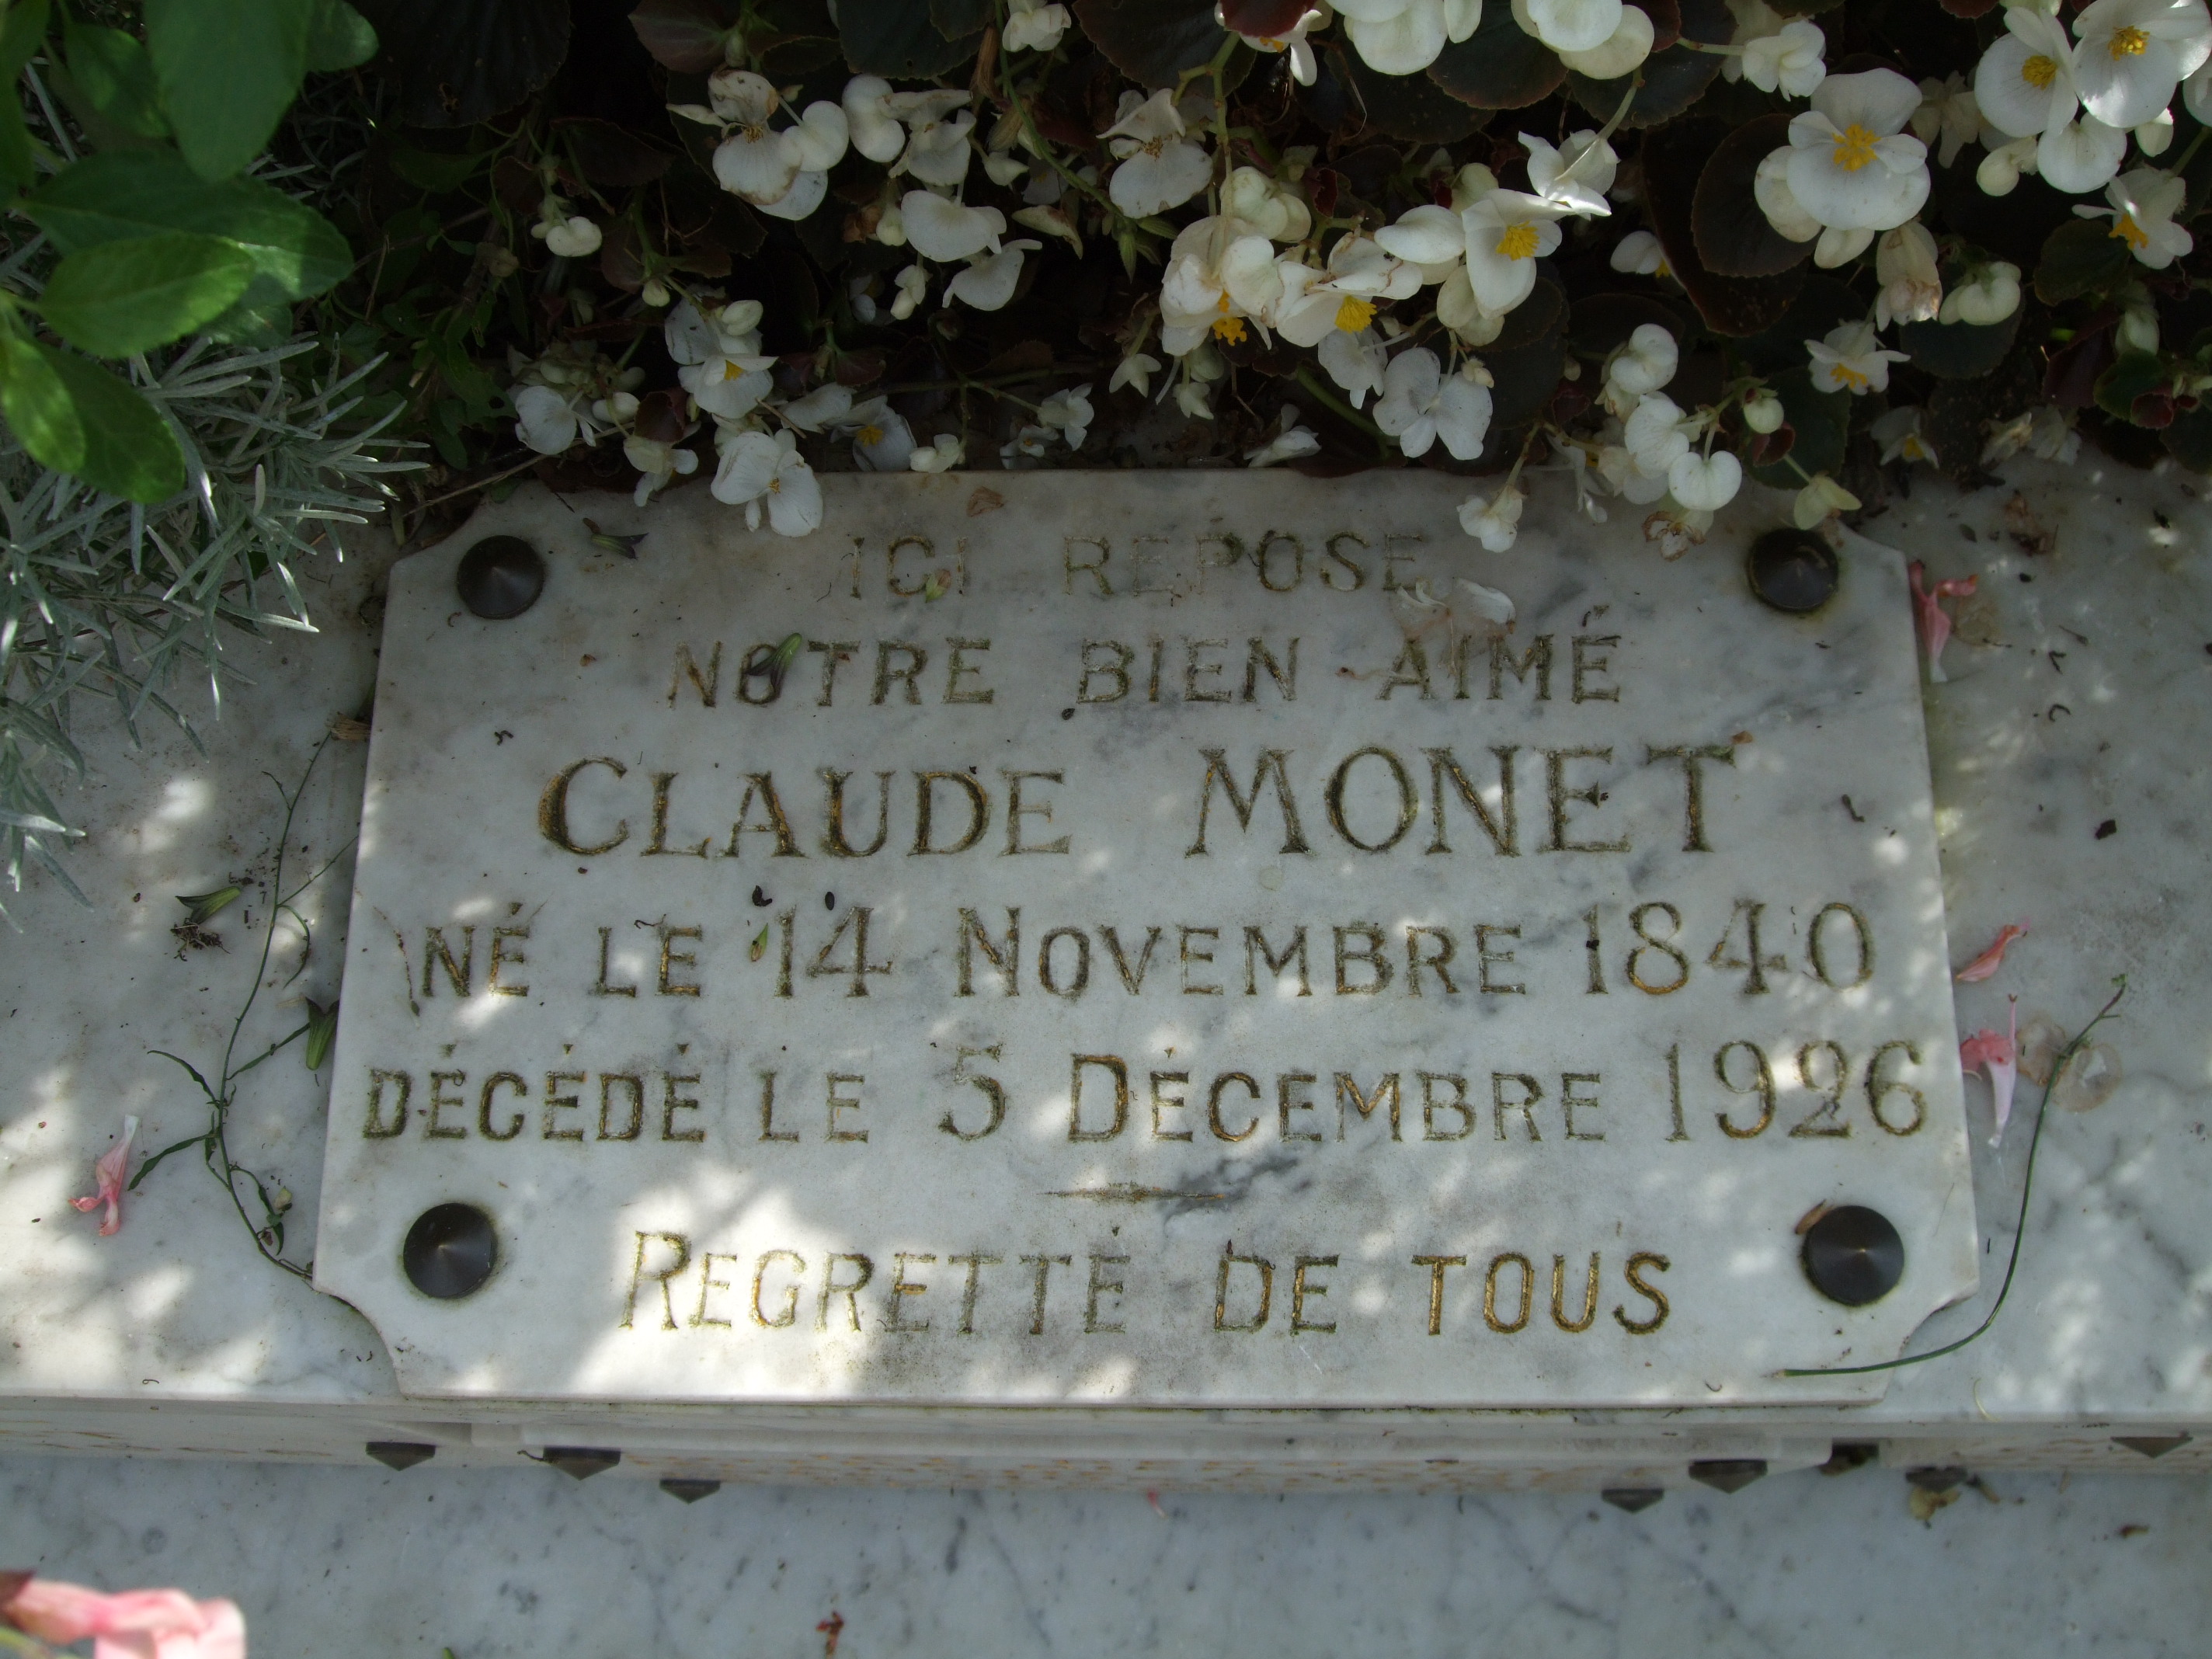 ICI REPOSE
NOTRE BIEN AIMÉ
CLAUDE MONET
NÉ LE 14 NOVEMBRE 1840
DÉCÉDÉ LE 5 DÉCEMBRE 1926
REGRETTÉ DE TOUS